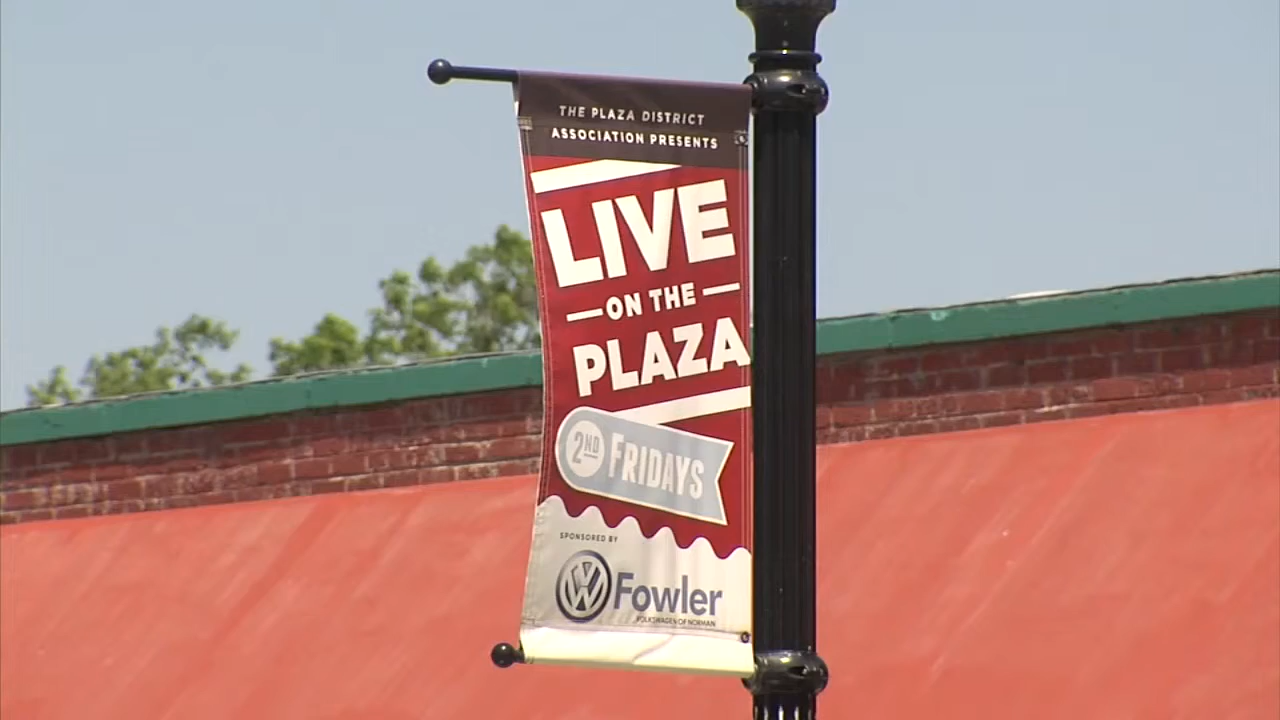 THE PLAZA DISTRICT
ASSOCIATION PRESENTS
LIVE
ON THE
PLAZA
2ND FRIDAYS
SPONSORED BY
Fowler
VOLKSWAGEN OF NORMAN